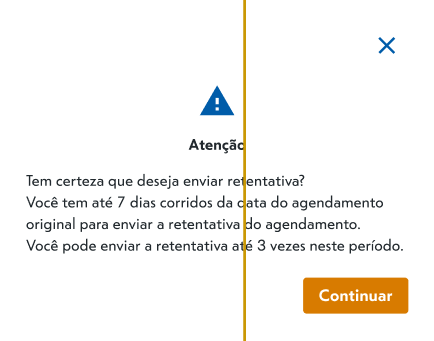 Atenção
Tem certeza que deseja enviar retentativa?
Você tem até 7 dias corridos da data do agendamento
original para enviar a retentativa do agendamento.
Você pode enviar a retentativa até 3 vezes neste período.
Continuar